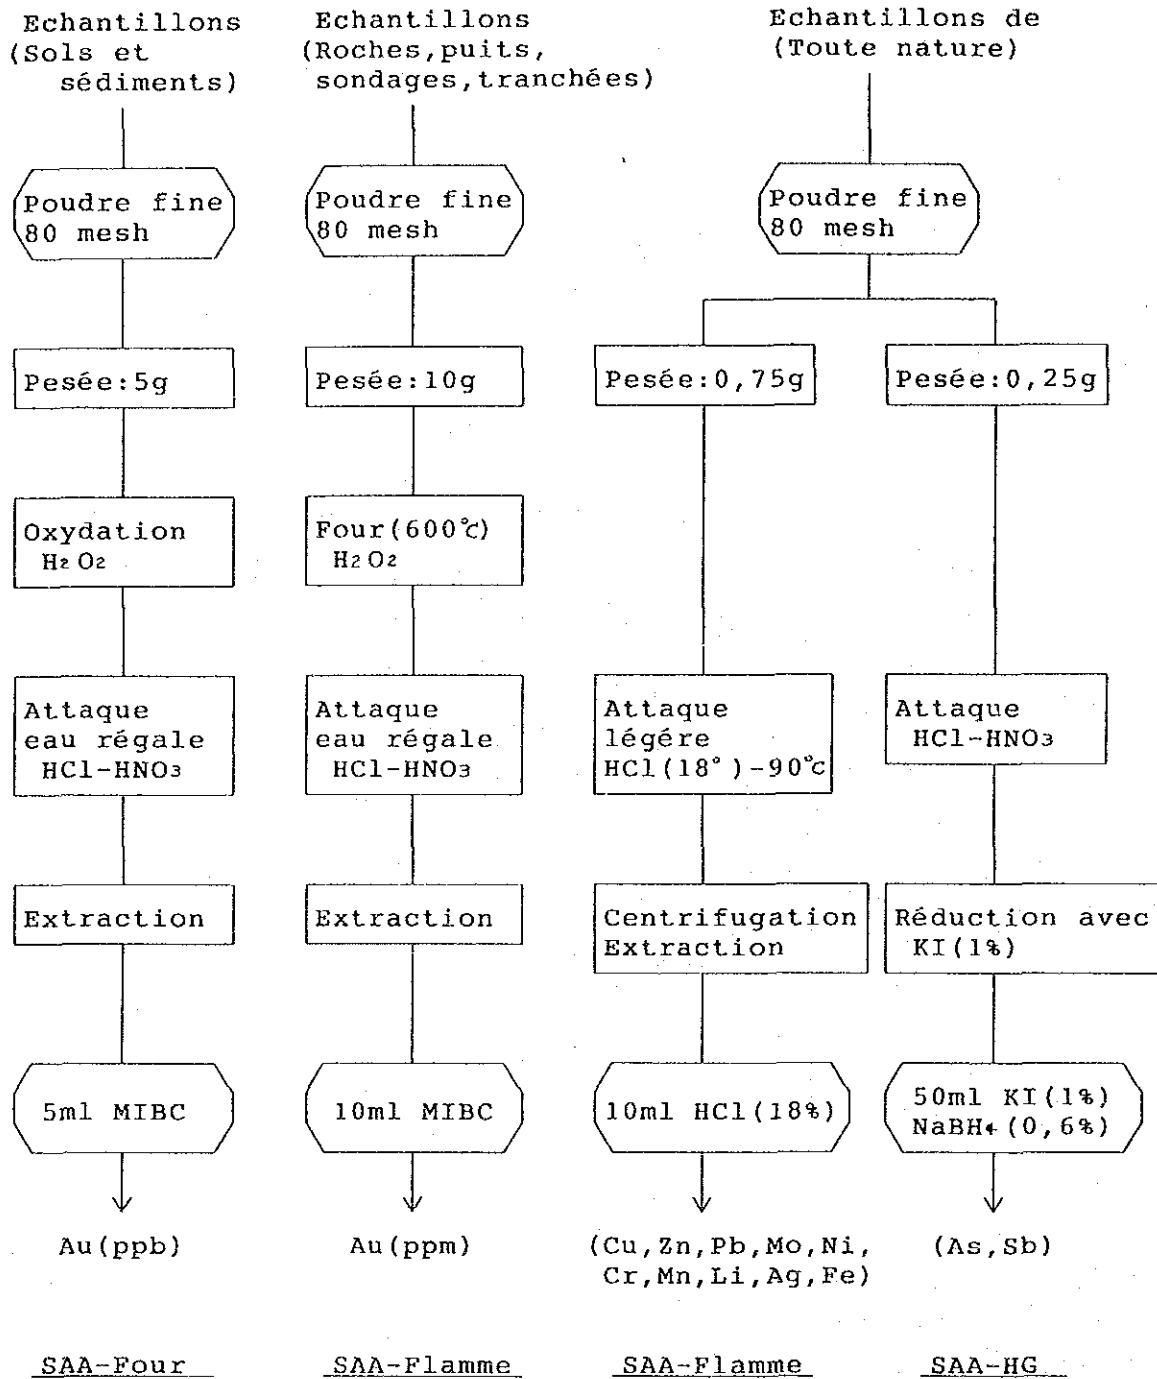 Echantillons
(Sols et
sédiments)
Echantillons
(Roches,puits,
sondages,tranchées)
Echantillons de
(Toute nature)
Poudre fine
80 mesh
Poudre fine
80 mesh
Poudre fine
80 mesh
Pesée:5g
Pesée:10g
Pesée:0,75g
Pesée:0,25g
Oxydation
H₂O₂
Four(600℃)
H₂O₂
Attaque
eau régale
HCl-HNO₃
Attaque
eau régale
HCl-HNO₃
Attaque
légére
HCl(18°)-90℃
Attaque
HCl-HNO₃
Extraction
Extraction
Centrifugation
Extraction
Réduction avec
KI(1%)
5ml MIBC
10ml MIBC
10ml HCl(18%)
50ml KI(1%)
NaBH₄(0,6%)
Au(ppb)
Au(ppm)
(Cu,Zn,Pb,Mo,Ni,
Cr,Mn,Li,Ag,Fe)
(As,Sb)
SAA-Four
SAA-Flamme
SAA-Flamme
SAA-HG